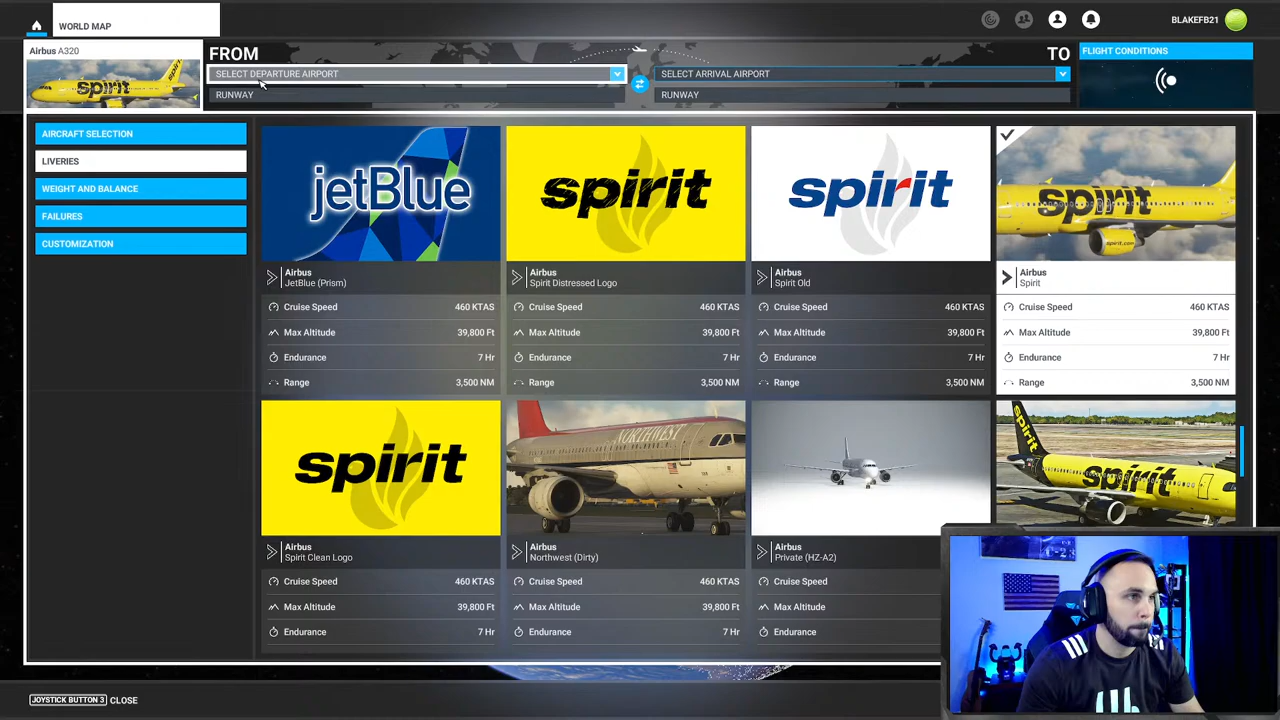 WORLD MAP
BLAKEFB21
Airbus A320
spirit
FROM
SELECT DEPARTURE AIRPORT
RUNWAY
TO
SELECT ARRIVAL AIRPORT
RUNWAY
FLIGHT CONDITIONS
AIRCRAFT SELECTION
LIVERIES
WEIGHT AND BALANCE
FAILURES
CUSTOMIZATION
jetBlue
Airbus
JetBlue (Prism)
Cruise Speed 460 KTAS
Max Altitude 39,800 Ft
Endurance 7 Hr
Range 3,500 NM
spirit
Airbus
Spirit Distressed Logo
Cruise Speed 460 KTAS
Max Altitude 39,800 Ft
Endurance 7 Hr
Range 3,500 NM
spirit
Airbus
Spirit Old
Cruise Speed 460 KTAS
Max Altitude 39,800 Ft
Endurance 7 Hr
Range 3,500 NM
spirit
spirit.com
Airbus
Spirit
Cruise Speed 460 KTAS
Max Altitude 39,800 Ft
Endurance 7 Hr
Range 3,500 NM
spirit
Airbus
Spirit Clean Logo
Cruise Speed 460 KTAS
Max Altitude 39,800 Ft
Endurance 7 Hr
NORTHWEST
Airbus
Northwest (Dirty)
Cruise Speed 460 KTAS
Max Altitude 39,800 Ft
Endurance 7 Hr
Airbus
Private (HZ-A2)
Cruise Speed
Max Altitude
Endurance
spirit
spirit
JOYSTICK BUTTON 3 CLOSE